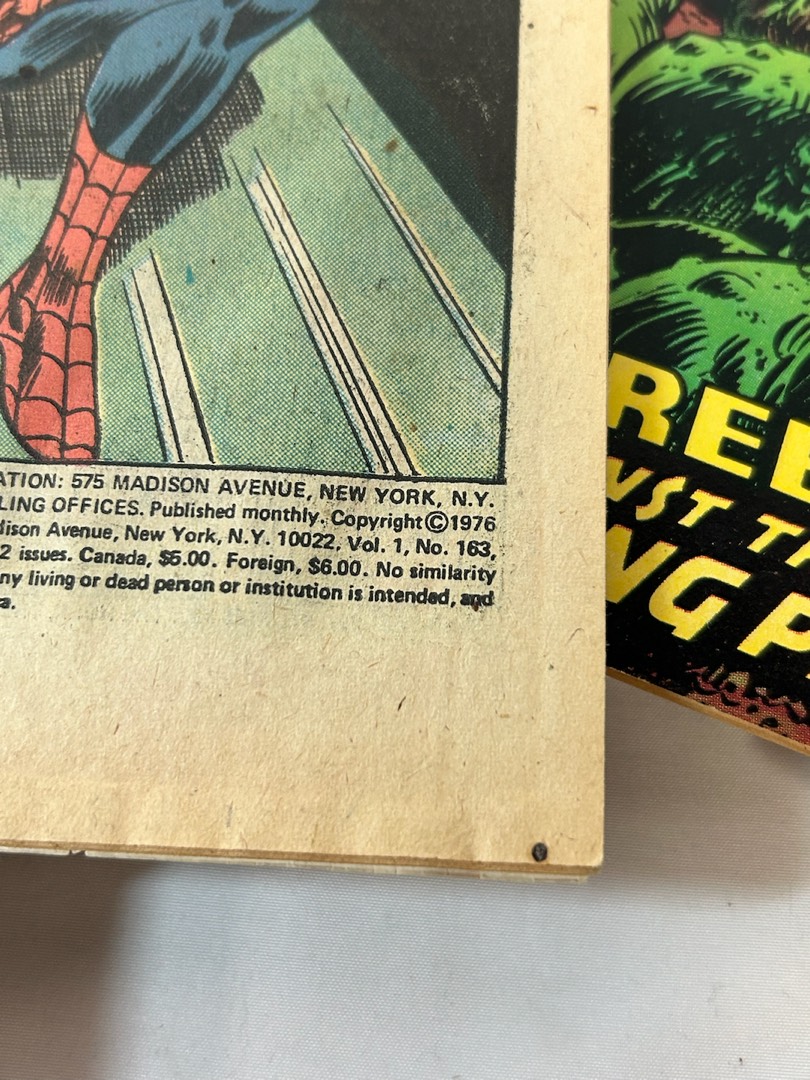 ATION: 575 MADISON AVENUE, NEW YORK, N.Y.
LING OFFICES. Published monthly. Copyright © 1976
dison Avenue, New York, N.Y. 10022, Vol. 1, No. 163,
2 issues. Canada, $5.00. Foreign, $6.00. No similarity
ny living or dead person or institution is intended, and
a.
REE
NST TH
NG P